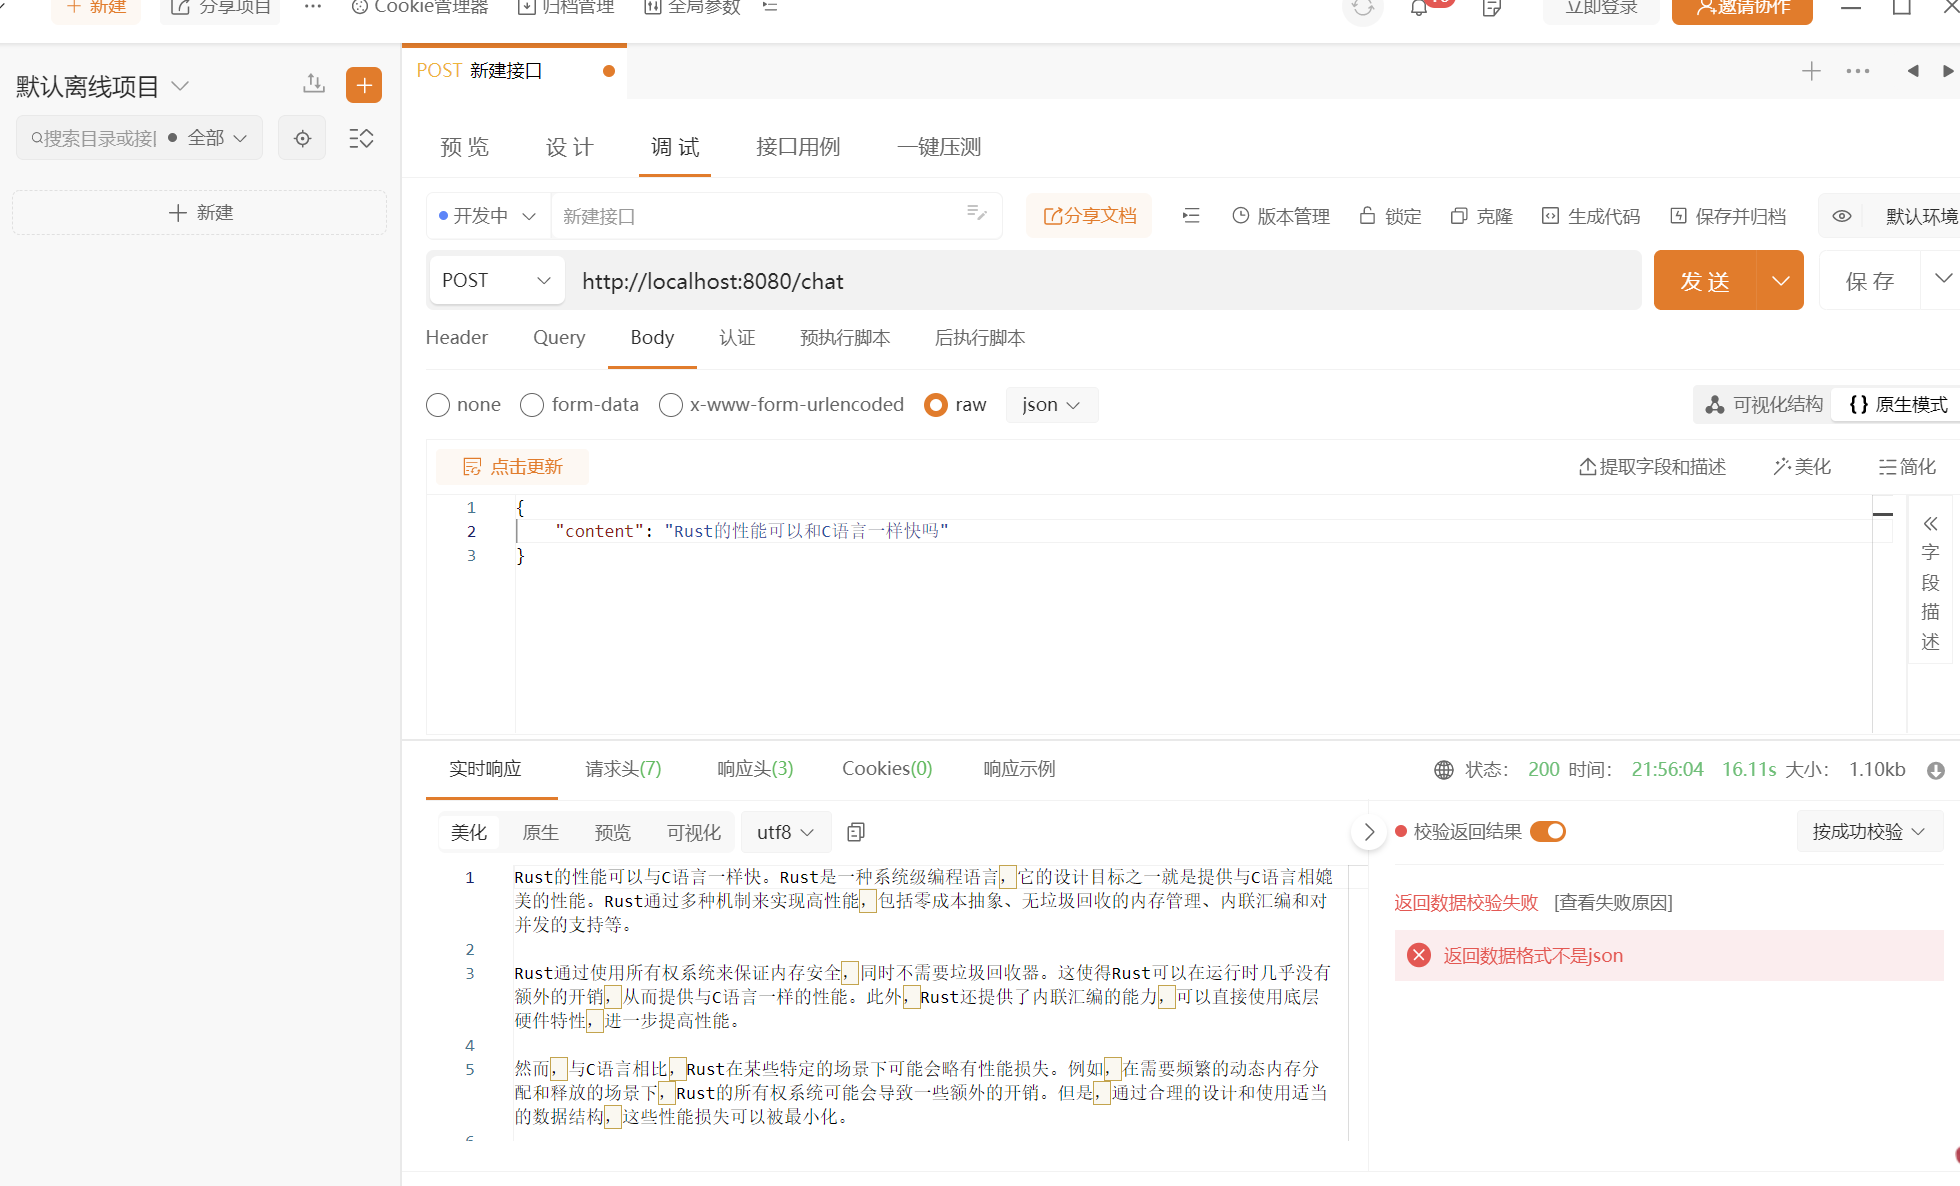 新建 分享项目 ··· Cookie管理器 归档管理 全局参数 立即登录 邀请协作
默认离线项目
POST 新建接口
搜索目录或接 全部
新建
预 览 设 计 调 试 接口用例 一键压测
开发中 新建接口 分享文档 版本管理 锁定 克隆 生成代码 保存并归档 默认环境
POST http://localhost:8080/chat 发 送 保 存
Header Query Body 认证 预执行脚本 后执行脚本
none form-data x-www-form-urlencoded raw json 可视化结构 {} 原生模式
点击更新 提取字段和描述 美化 简化
1 {
2 "content": "Rust的性能可以和C语言一样快吗"
3 }
字
段
描
述
实时响应 请求头(7) 响应头(3) Cookies(0) 响应示例 状态： 200 时间： 21:56:04 16.11s 大小： 1.10kb
美化 原生 预览 可视化 utf8 校验返回结果 按成功校验
1 Rust的性能可以与C语言一样快。Rust是一种系统级编程语言，它的设计目标之一就是提供与C语言相媲
美的性能。Rust通过多种机制来实现高性能，包括零成本抽象、无垃圾回收的内存管理、内联汇编和对
并发的支持等。
2
3 Rust通过使用所有权系统来保证内存安全，同时不需要垃圾回收器。这使得Rust可以在运行时几乎没有
额外的开销，从而提供与C语言一样的性能。此外，Rust还提供了内联汇编的能力，可以直接使用底层
硬件特性，进一步提高性能。
4
5 然而，与C语言相比，Rust在某些特定的场景下可能会略有性能损失。例如，在需要频繁的动态内存分
配和释放的场景下，Rust的所有权系统可能会导致一些额外的开销。但是，通过合理的设计和使用适当
的数据结构，这些性能损失可以被最小化。
6
返回数据校验失败 [查看失败原因]
返回数据格式不是json